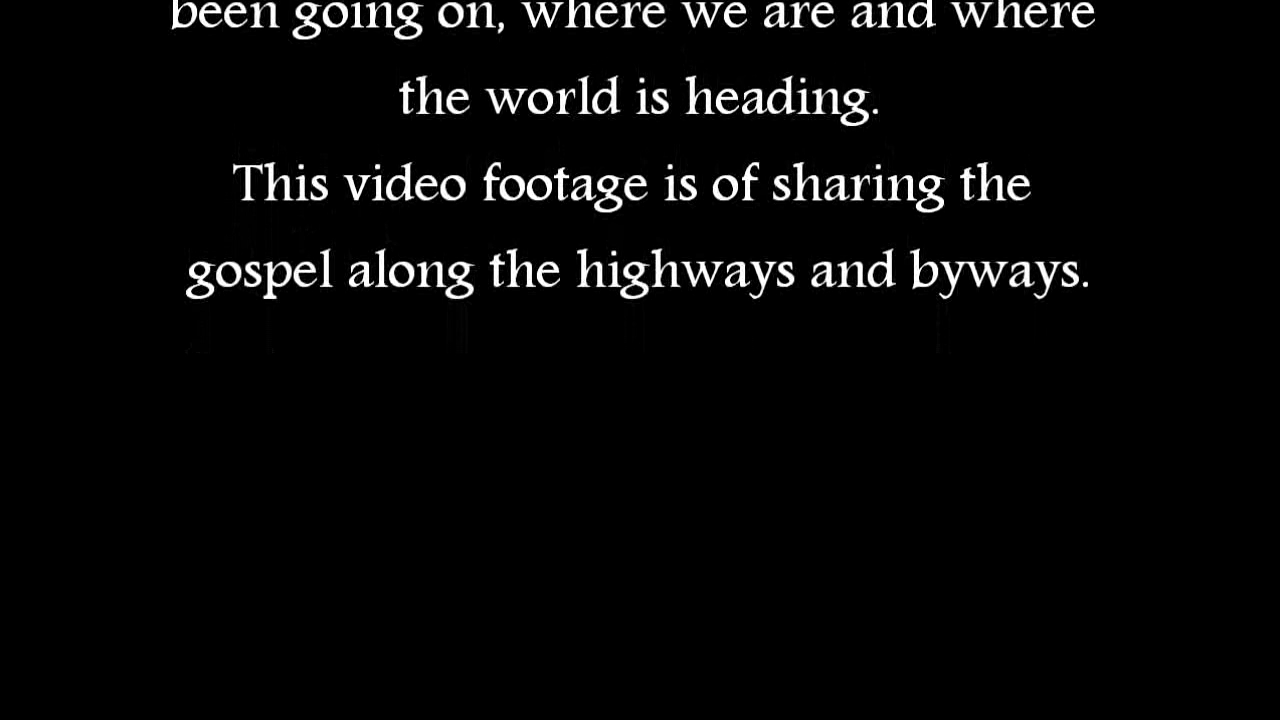 been going on, where we are and where
the world is heading.
This video footage is of sharing the
gospel along the highways and byways.